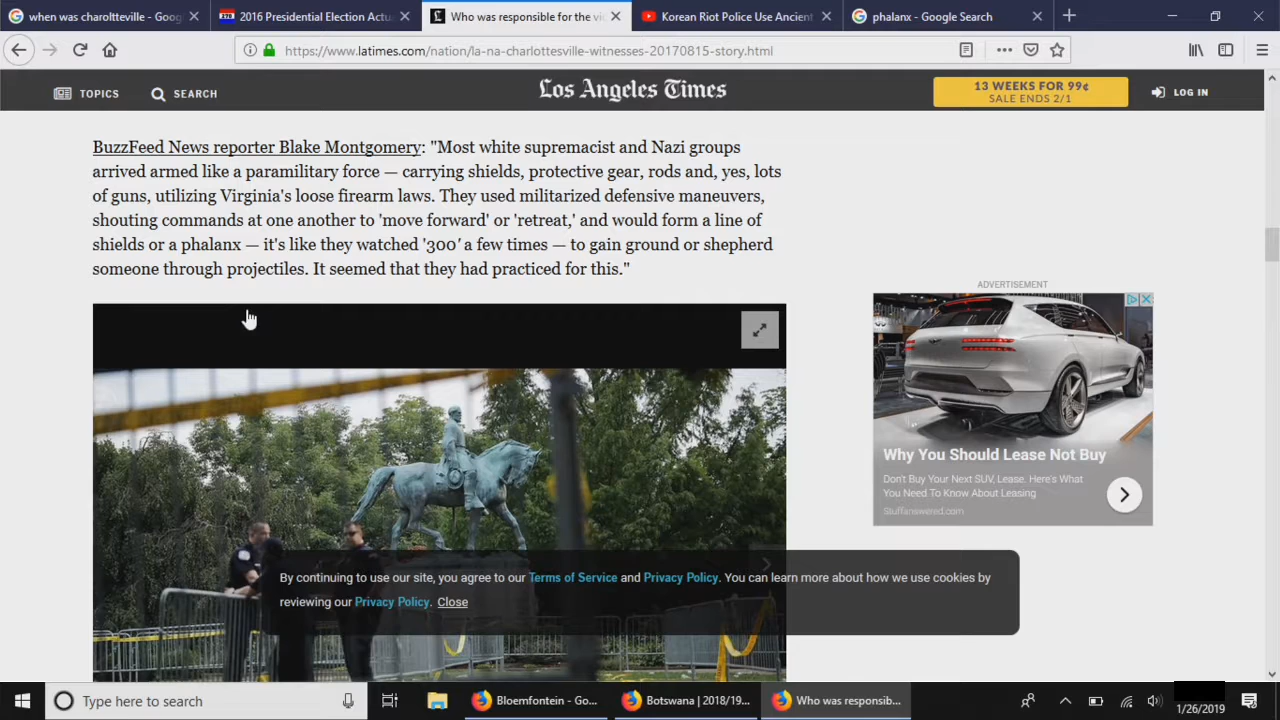 when was charoltteville - Goog
2016 Presidential Election Actu
Who was responsible for the vi
Korean Riot Police Use Ancient
phalanx - Google Search
https://www.latimes.com/nation/la-na-charlottesville-witnesses-20170815-story.html
TOPICS
SEARCH
Los Angeles Times
13 WEEKS FOR 99¢
SALE ENDS 2/1
LOG IN
BuzzFeed News reporter Blake Montgomery: "Most white supremacist and Nazi groups
arrived armed like a paramilitary force — carrying shields, protective gear, rods and, yes, lots
of guns, utilizing Virginia's loose firearm laws. They used militarized defensive maneuvers,
shouting commands at one another to 'move forward' or 'retreat,' and would form a line of
shields or a phalanx — it's like they watched '300' a few times — to gain ground or shepherd
someone through projectiles. It seemed that they had practiced for this."
ADVERTISEMENT
Why You Should Lease Not Buy
Don't Buy Your Next SUV, Lease. Here's What
You Need To Know About Leasing
Stuffanswered.com
By continuing to use our site, you agree to our Terms of Service and Privacy Policy. You can learn more about how we use cookies by
reviewing our Privacy Policy. Close
Type here to search
Bloemfontein - Go...
Botswana | 2018/19...
Who was responsib...
1/26/2019